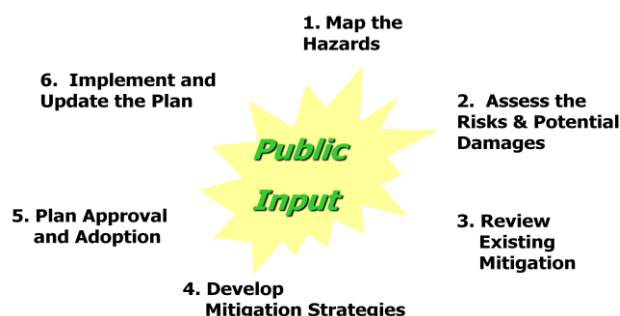 1. Map the
Hazards
2.  Assess the
Risks & Potential
Damages
3. Review
Existing
Mitigation
4. Develop
Mitigation Strategies
5. Plan Approval
and Adoption
6.  Implement and
Update the Plan
Public
Input